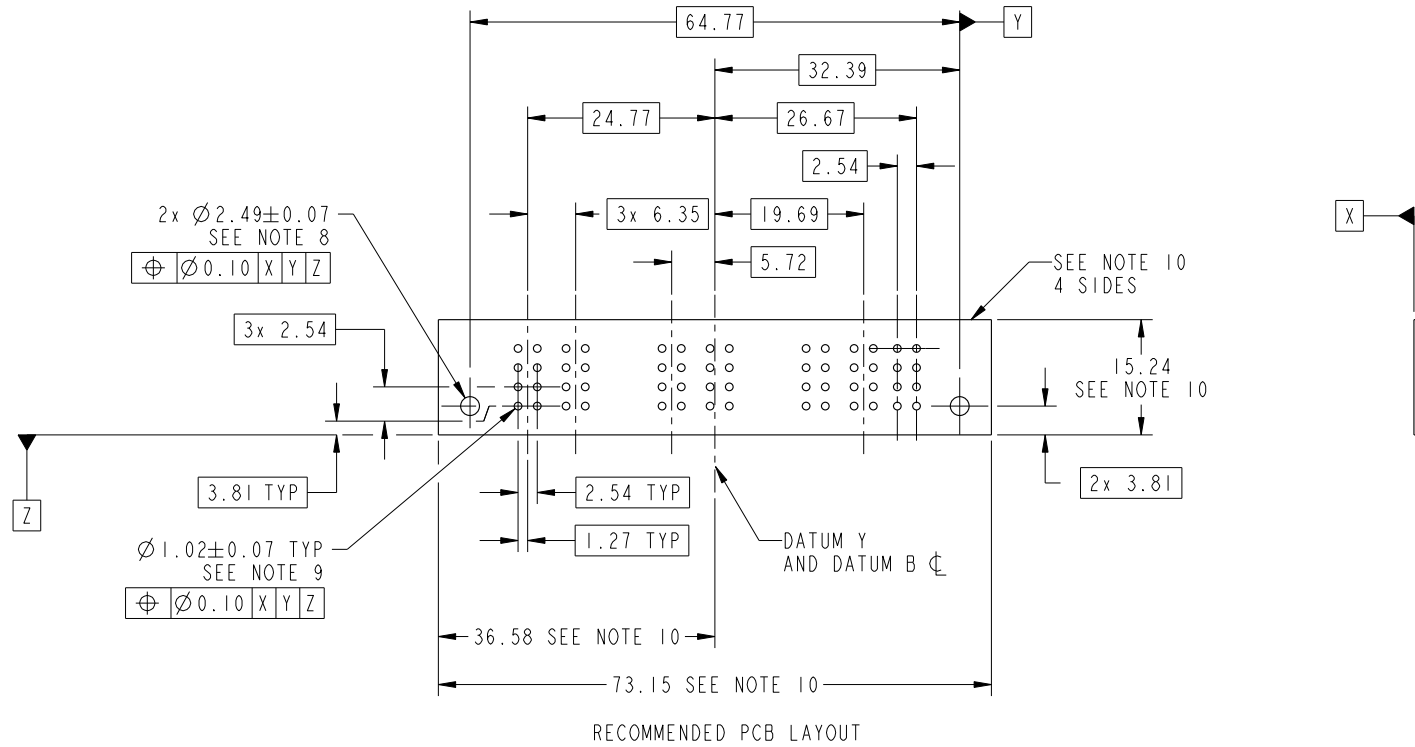 64.77
Y
32.39
24.77
26.67
2.54
2x Ø2.49±0.07
SEE NOTE 8
⌖ Ø0.10 X Y Z
3x 6.35
19.69
X
5.72
SEE NOTE 10
4 SIDES
3x 2.54
15.24
SEE NOTE 10
3.81 TYP
2.54 TYP
2x 3.81
Z
Ø1.02±0.07 TYP
SEE NOTE 9
⌖ Ø0.10 X Y Z
1.27 TYP
DATUM Y
AND DATUM B ℄
36.58 SEE NOTE 10
73.15 SEE NOTE 10
RECOMMENDED PCB LAYOUT